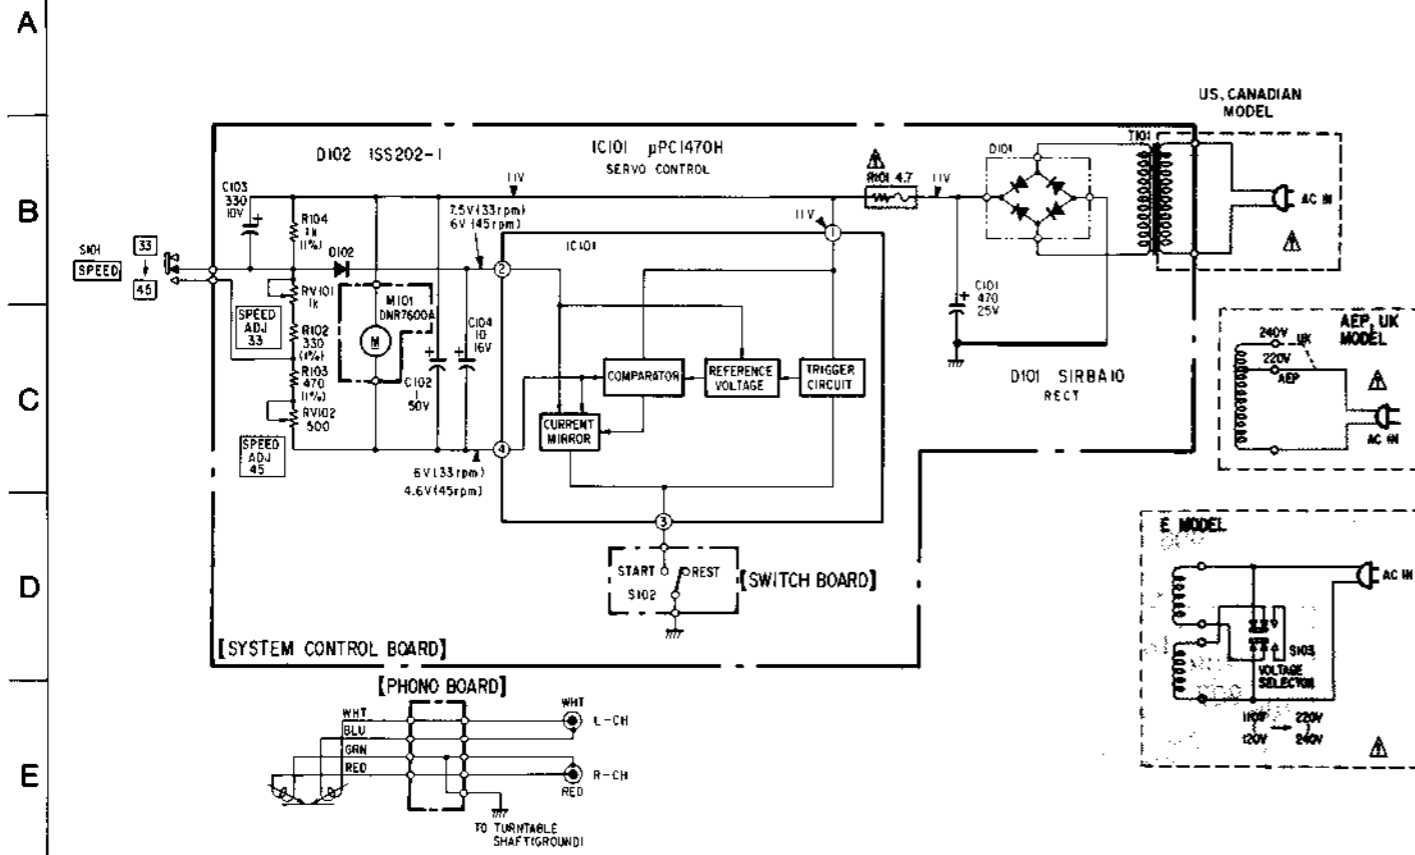 A
B
C
D
E
US, CANADIAN
MODEL
D102 1SS202-1
IC101 µPC1470H
SERVO CONTROL
R101 4.7
11V
11V
11V
D101
T101
AC IN
C103
330
10V
R104
1k
(1%)
7.5V(33rpm)
6V(45rpm)
IC101
1
2
3
4
S101
SPEED
33
45
D102
RV101
1k
SPEED
ADJ
33
R102
330
(1%)
R103
470
(1%)
RV102
500
SPEED
ADJ
45
M101
DNR7600A
M
C104
10
16V
C102
1
50V
C101
470
25V
COMPARATOR
REFERENCE
VOLTAGE
TRIGGER
CIRCUIT
CURRENT
MIRROR
6V(33rpm)
4.6V(45rpm)
D101 S1RBA10
RECT
AEP, UK
MODEL
240V
UK
220V
AEP
AC IN
START
REST
S102
[SWITCH BOARD]
[SYSTEM CONTROL BOARD]
E MODEL
AC IN
S103
VOLTAGE
SELECTOR
110V
120V
220V
240V
[PHONO BOARD]
WHT
BLU
GRN
RED
WHT
L-CH
R-CH
RED
TO TURNTABLE
SHAFT(GROUND)